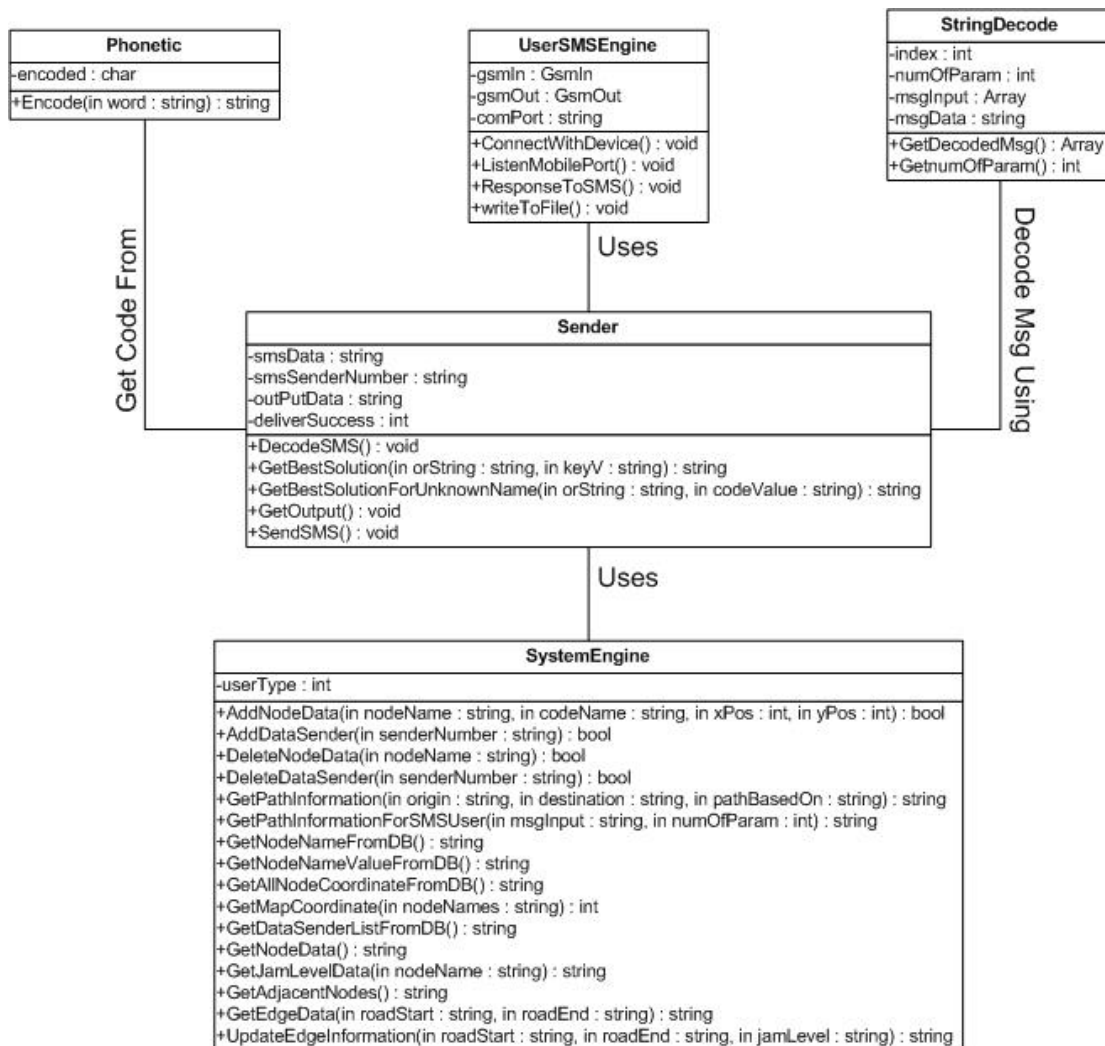 Phonetic
-encoded : char
+Encode(in word : string) : string
UserSMSEngine
-gsmIn : GsmIn
-gsmOut : GsmOut
-comPort : string
+ConnectWithDevice() : void
+ListenMobilePort() : void
+ResponseToSMS() : void
+writeToFile() : void
StringDecode
-index : int
-numOfParam : int
-msgInput : Array
-msgData : string
+GetDecodedMsg() : Array
+GetnumOfParam() : int
Get Code From
Uses
Decode Msg Using
Sender
-smsData : string
-smsSenderNumber : string
-outPutData : string
-deliverSuccess : int
+DecodeSMS() : void
+GetBestSolution(in orString : string, in keyV : string) : string
+GetBestSolutionForUnknownName(in orString : string, in codeValue : string) : string
+GetOutput() : void
+SendSMS() : void
Uses
SystemEngine
-userType : int
+AddNodeData(in nodeName : string, in codeName : string, in xPos : int, in yPos : int) : bool
+AddDataSender(in senderNumber : string) : bool
+DeleteNodeData(in nodeName : string) : bool
+DeleteDataSender(in senderNumber : string) : bool
+GetPathInformation(in origin : string, in destination : string, in pathBasedOn : string) : string
+GetPathInformationForSMSUser(in msgInput : string, in numOfParam : int) : string
+GetNodeNameFromDB() : string
+GetNodeNameValueFromDB() : string
+GetAllNodeCoordinateFromDB() : string
+GetMapCoordinate(in nodeNames : string) : int
+GetDataSenderListFromDB() : string
+GetNodeData() : string
+GetJamLevelData(in nodeName : string) : string
+GetAdjacentNodes() : string
+GetEdgeData(in roadStart : string, in roadEnd : string) : string
+UpdateEdgeInformation(in roadStart : string, in roadEnd : string, in jamLevel : string) : string